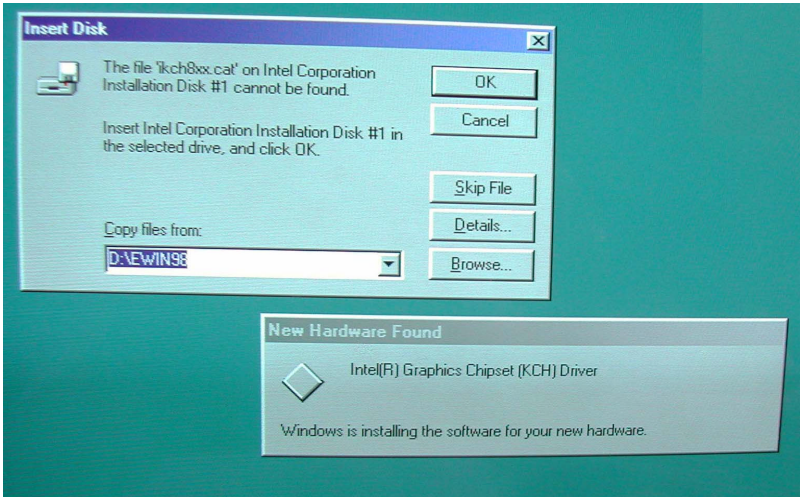 Insert Disk
The file 'ikch8xx.cat' on Intel Corporation
Installation Disk #1 cannot be found.
Insert Intel Corporation Installation Disk #1 in
the selected drive, and click OK.
OK
Cancel
Skip File
Details...
Browse...
Copy files from:
D:\EWIN98
New Hardware Found
Intel(R) Graphics Chipset (KCH) Driver
Windows is installing the software for your new hardware.